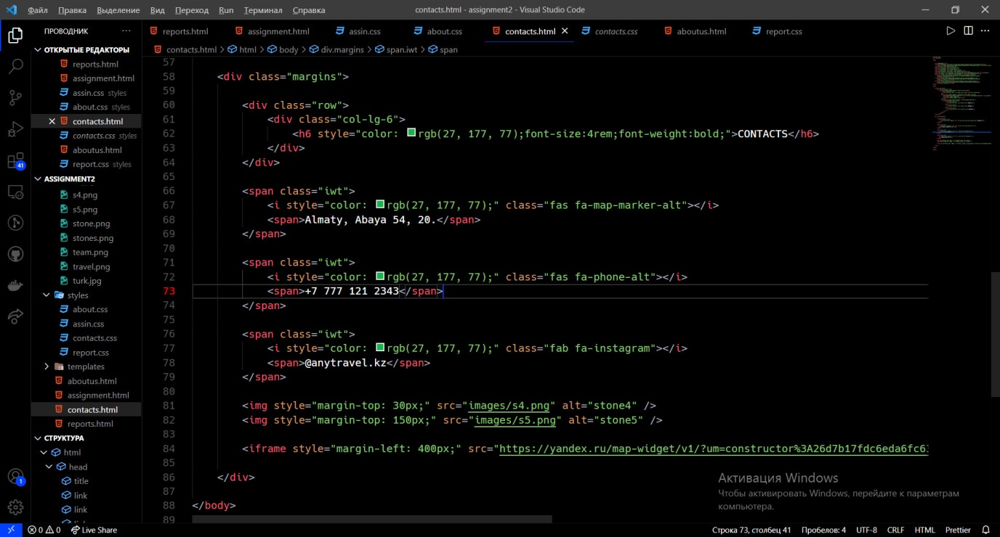 Файл Правка Выделение Вид Переход Run Терминал Справка contacts.html - assignment2 - Visual Studio Code
ПРОВОДНИК ···
ОТКРЫТЫЕ РЕДАКТОРЫ
reports.html
assignment.html
assin.css styles
about.css styles
contacts.html
contacts.css styles
aboutus.html
report.css styles
ASSIGNMENT2
s4.png
s5.png
stone.png
stones.png
team.png
travel.png
turk.jpg
styles
about.css
assin.css
contacts.css
report.css
templates
aboutus.html
assignment.html
contacts.html
reports.html
СТРУКТУРА
html
head
title
link
link
41
1
reports.html assignment.html assin.css about.css contacts.html contacts.css aboutus.html report.css
contacts.html > html > body > div.margins > span.iwt > span
57
58 <div class="margins">
59
60 <div class="row">
61 <div class="col-lg-6">
62 <h6 style="color: rgb(27, 177, 77);font-size:4rem;font-weight:bold;">CONTACTS</h6>
63 </div>
64 </div>
65
66 <span class="iwt">
67 <i style="color: rgb(27, 177, 77);" class="fas fa-map-marker-alt"></i>
68 <span>Almaty, Abaya 54, 20.</span>
69 </span>
70
71 <span class="iwt">
72 <i style="color: rgb(27, 177, 77);" class="fas fa-phone-alt"></i>
73 <span>+7 777 121 2343</span>
74 </span>
75
76 <span class="iwt">
77 <i style="color: rgb(27, 177, 77);" class="fab fa-instagram"></i>
78 <span>@anytravel.kz</span>
79 </span>
80
81 <img style="margin-top: 30px;" src="images/s4.png" alt="stone4" />
82 <img style="margin-top: 150px;" src="images/s5.png" alt="stone5" />
83
84 <iframe style="margin-left: 400px;" src="https://yandex.ru/map-widget/v1/?um=constructor%3A26d7b17fdc6eda6fc63
85
86 </div>
87
88 </body>
89
Активация Windows
Чтобы активировать Windows, перейдите к параметрам
компьютера.
0 0 Live Share Строка 73, столбец 41 Пробелов: 4 UTF-8 CRLF HTML Prettier